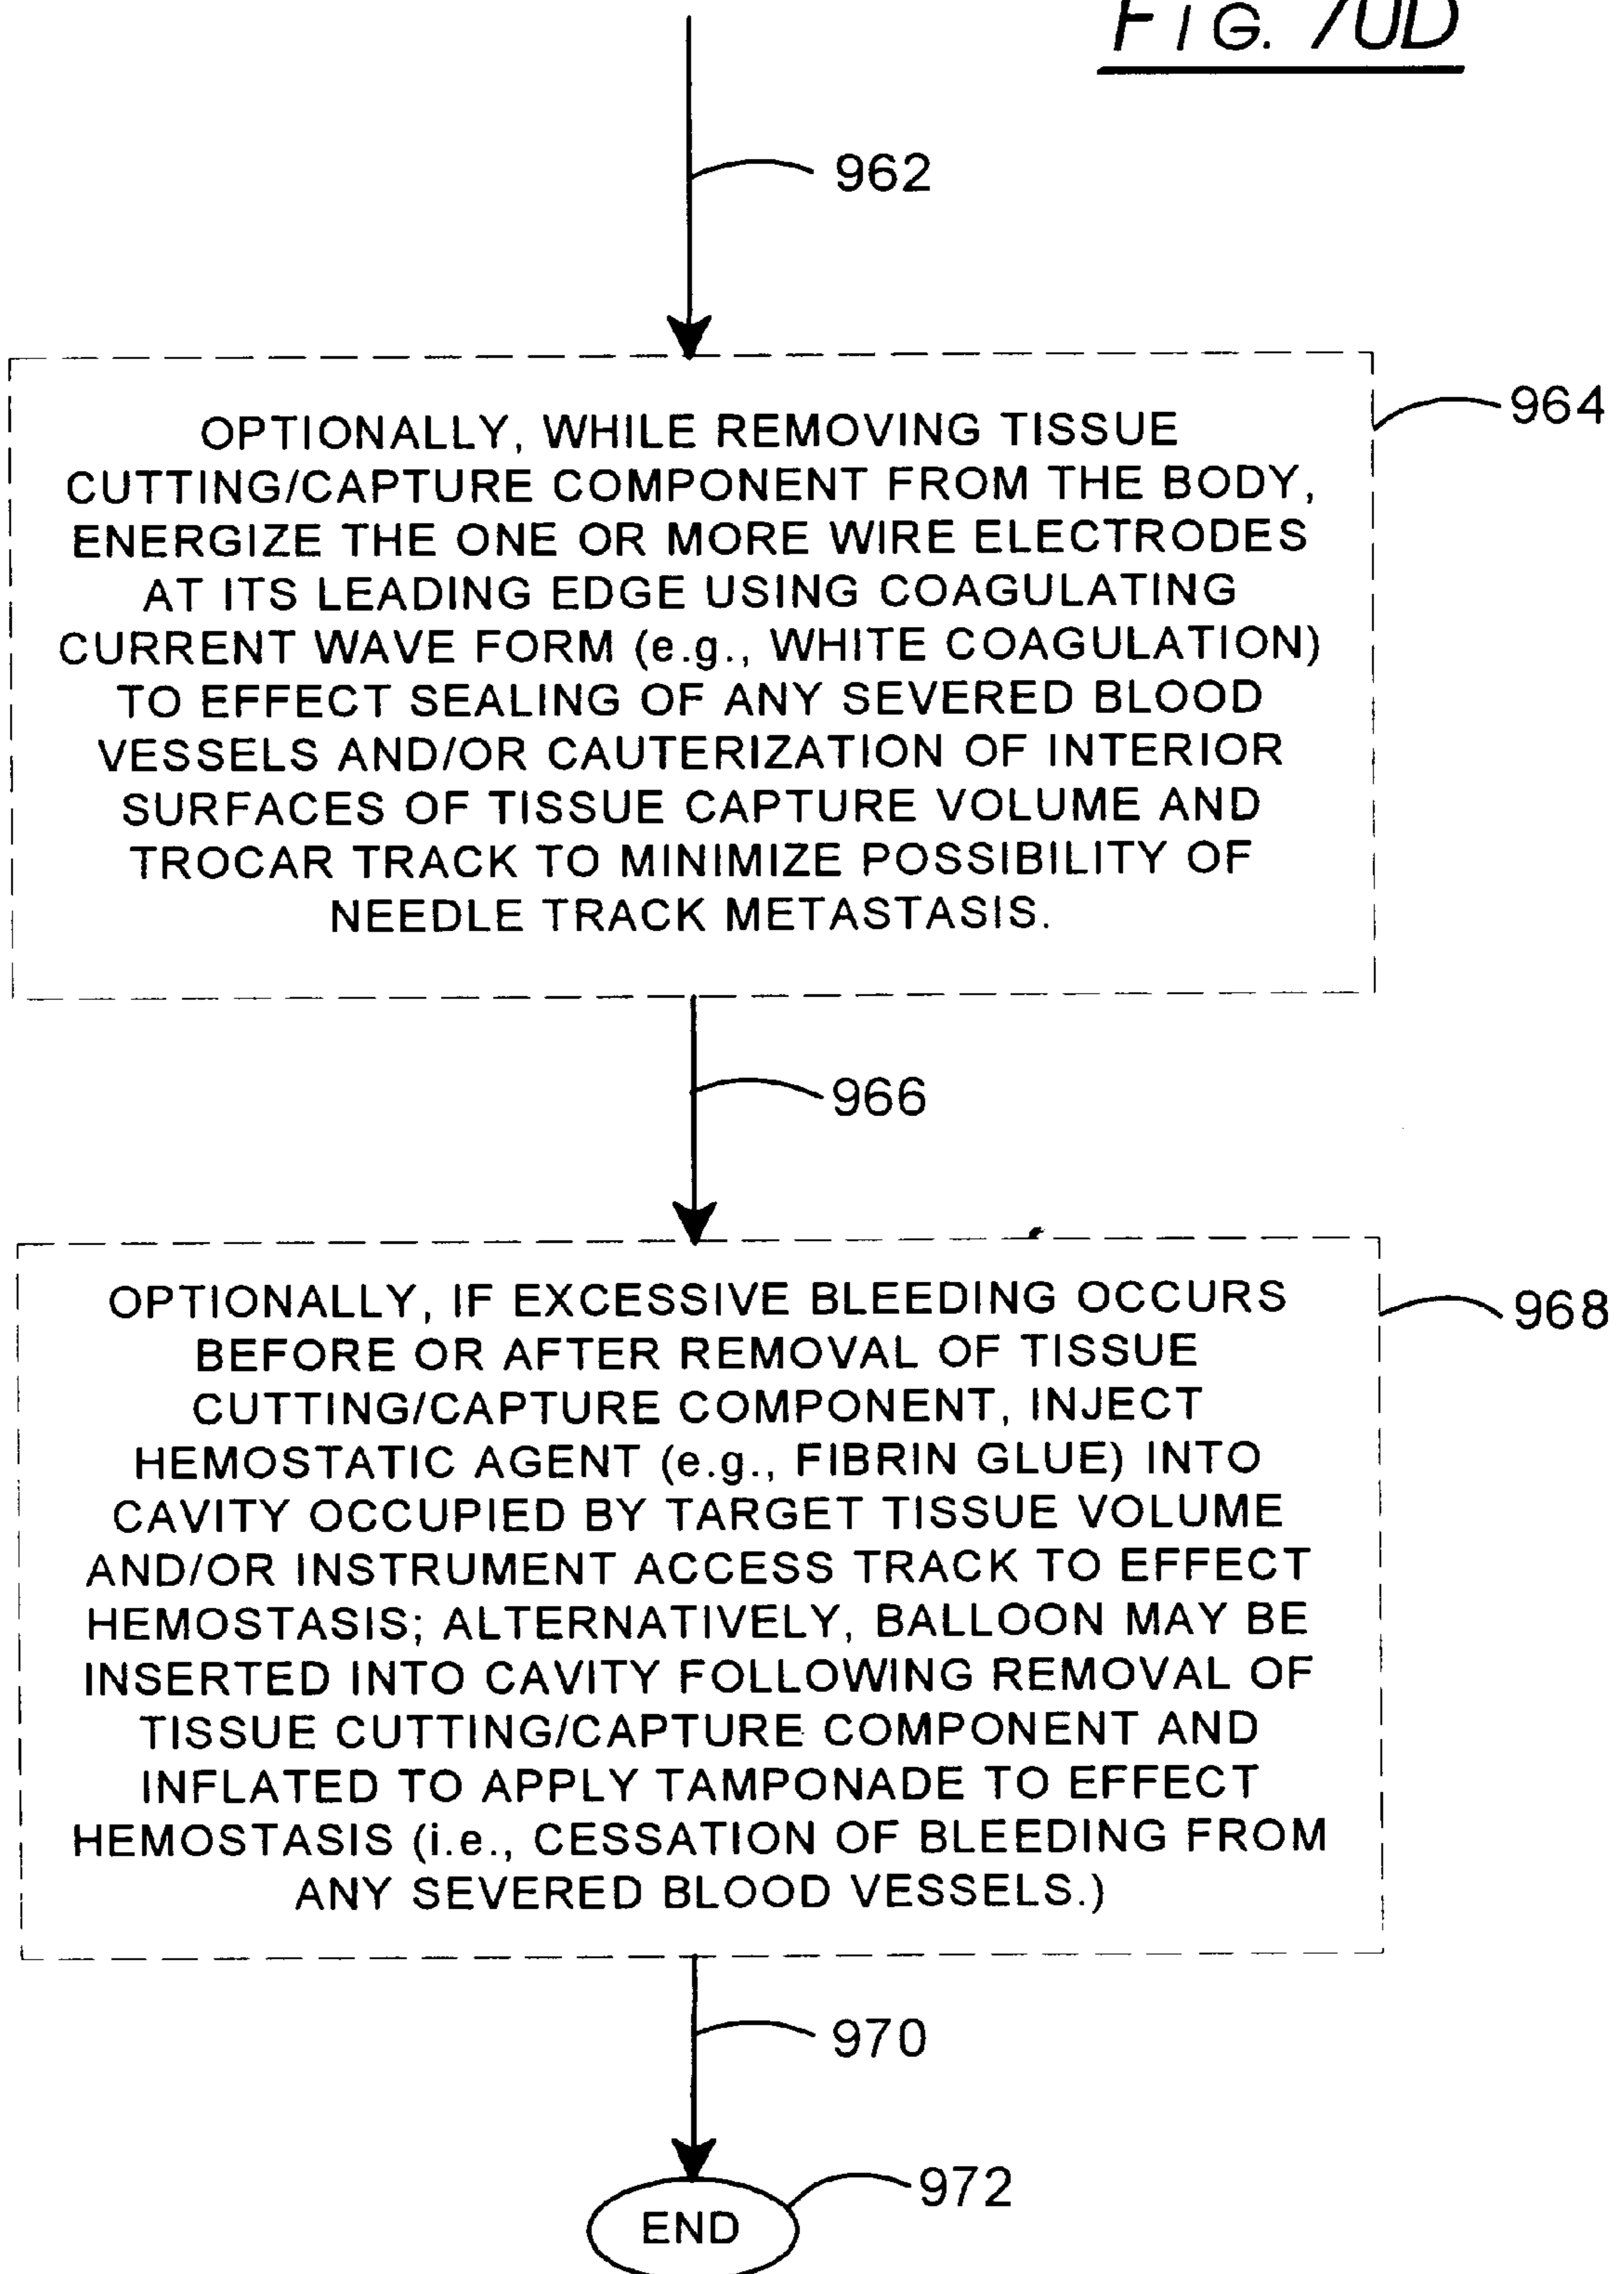 FIG. 70D
962
964
OPTIONALLY, WHILE REMOVING TISSUE
CUTTING/CAPTURE COMPONENT FROM THE BODY,
ENERGIZE THE ONE OR MORE WIRE ELECTRODES
AT ITS LEADING EDGE USING COAGULATING
CURRENT WAVE FORM (e.g., WHITE COAGULATION)
TO EFFECT SEALING OF ANY SEVERED BLOOD
VESSELS AND/OR CAUTERIZATION OF INTERIOR
SURFACES OF TISSUE CAPTURE VOLUME AND
TROCAR TRACK TO MINIMIZE POSSIBILITY OF
NEEDLE TRACK METASTASIS.
966
968
OPTIONALLY, IF EXCESSIVE BLEEDING OCCURS
BEFORE OR AFTER REMOVAL OF TISSUE
CUTTING/CAPTURE COMPONENT, INJECT
HEMOSTATIC AGENT (e.g., FIBRIN GLUE) INTO
CAVITY OCCUPIED BY TARGET TISSUE VOLUME
AND/OR INSTRUMENT ACCESS TRACK TO EFFECT
HEMOSTASIS; ALTERNATIVELY, BALLOON MAY BE
INSERTED INTO CAVITY FOLLOWING REMOVAL OF
TISSUE CUTTING/CAPTURE COMPONENT AND
INFLATED TO APPLY TAMPONADE TO EFFECT
HEMOSTASIS (i.e., CESSATION OF BLEEDING FROM
ANY SEVERED BLOOD VESSELS.)
970
972
END